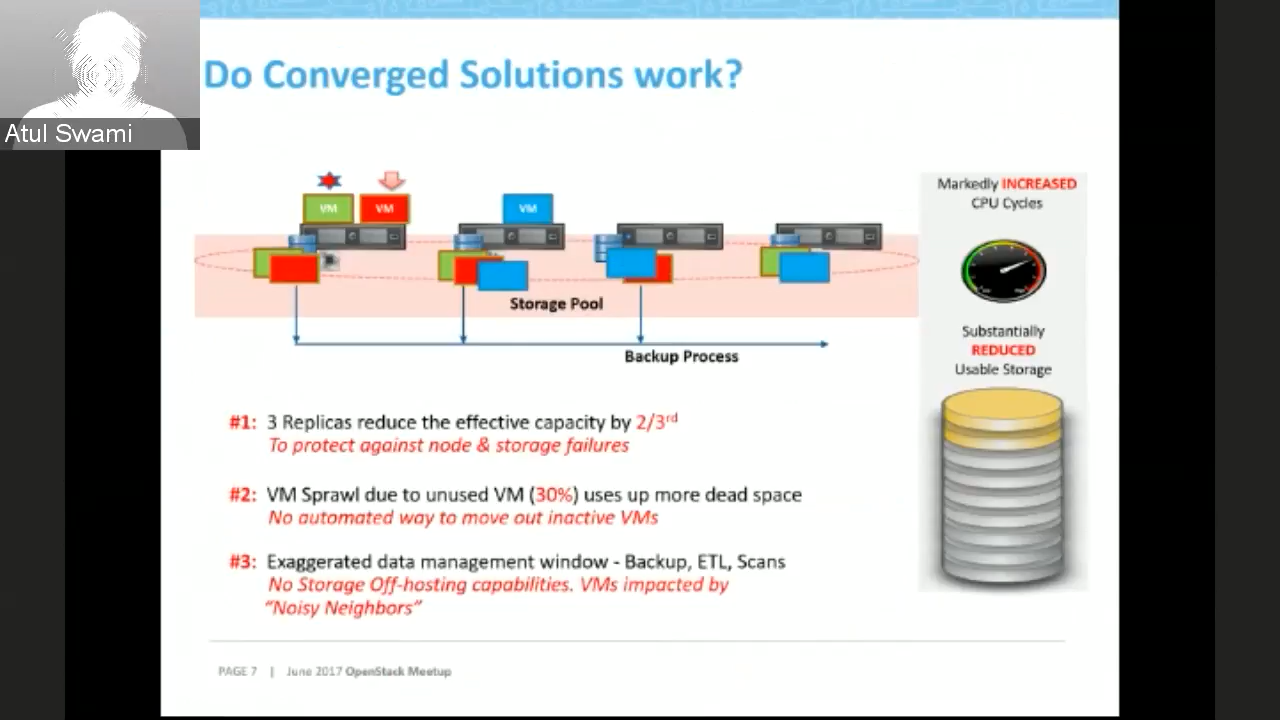 Atul Swami
Do Converged Solutions work?
VM
VM
VM
Storage Pool
Backup Process
Markedly INCREASED
CPU Cycles
Substantially
REDUCED
Usable Storage
#1: 3 Replicas reduce the effective capacity by 2/3rd
To protect against node & storage failures
#2: VM Sprawl due to unused VM (30%) uses up more dead space
No automated way to move out inactive VMs
#3: Exaggerated data management window - Backup, ETL, Scans
No Storage Off-hosting capabilities. VMs impacted by
"Noisy Neighbors"
PAGE 7 | June 2017 OpenStack Meetup